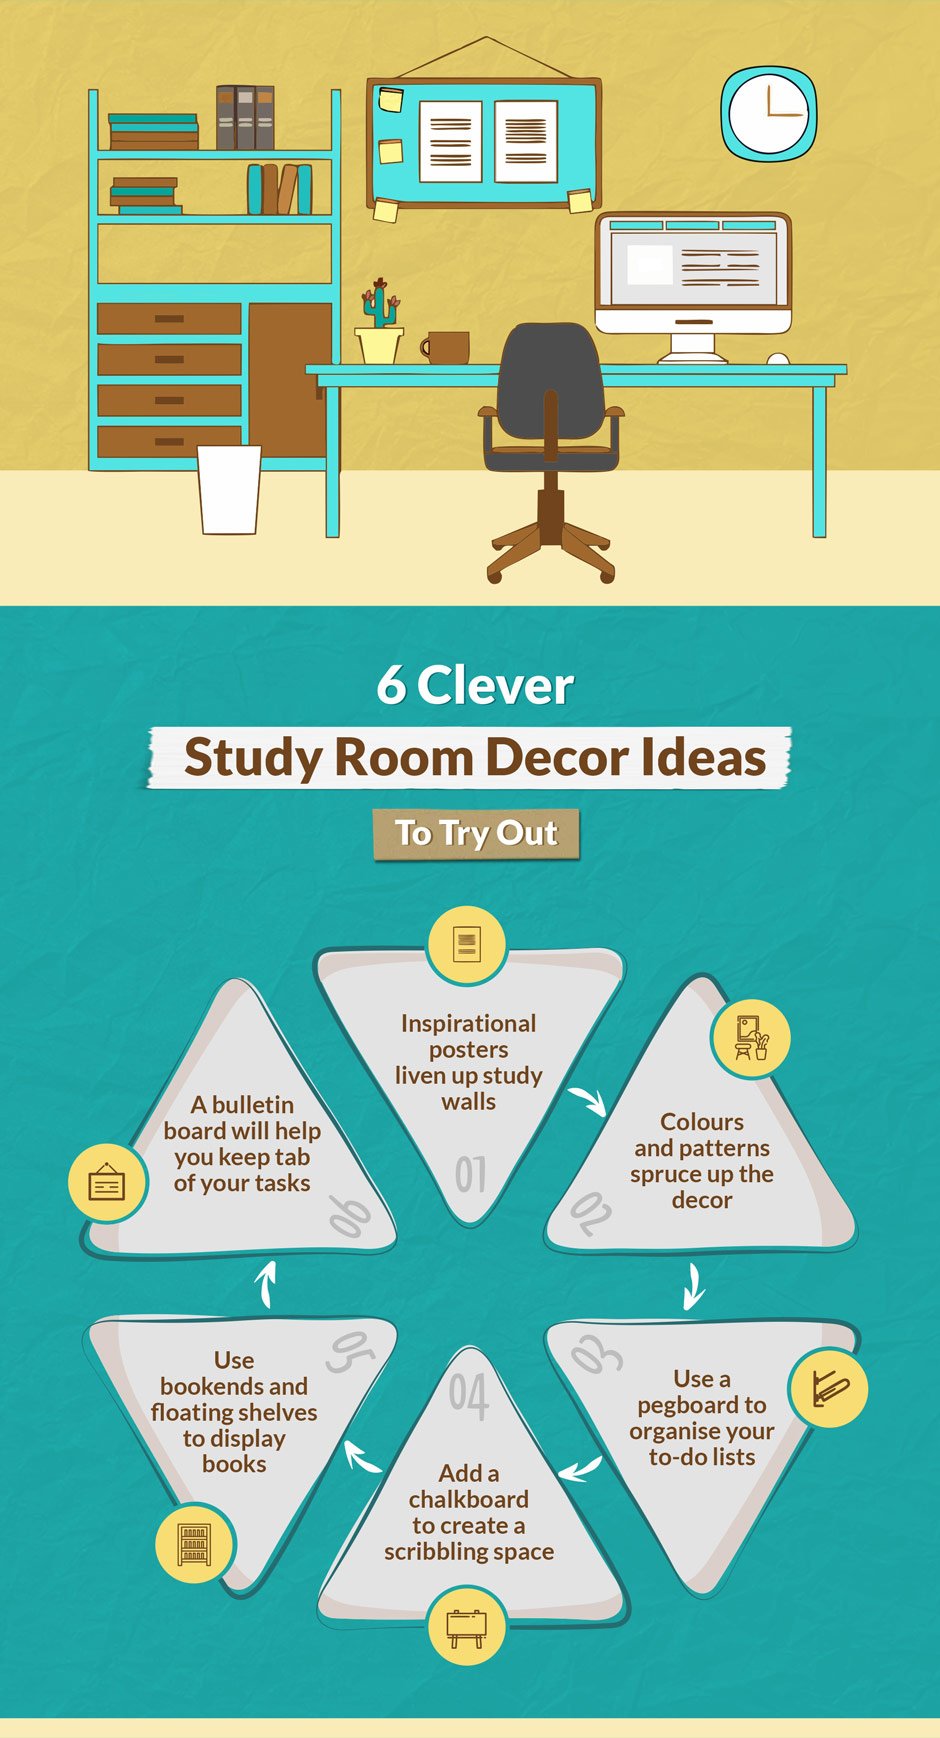 6 Clever
Study Room Decor Ideas
To Try Out
Inspirational
posters
liven up study
walls
01
Colours
and patterns
spruce up the
decor
02
03
Use a
pegboard to
organise your
to-do lists
04
Add a
chalkboard
to create a
scribbling space
05
Use
bookends and
floating shelves
to display
books
A bulletin
board will help
you keep tab
of your tasks
06